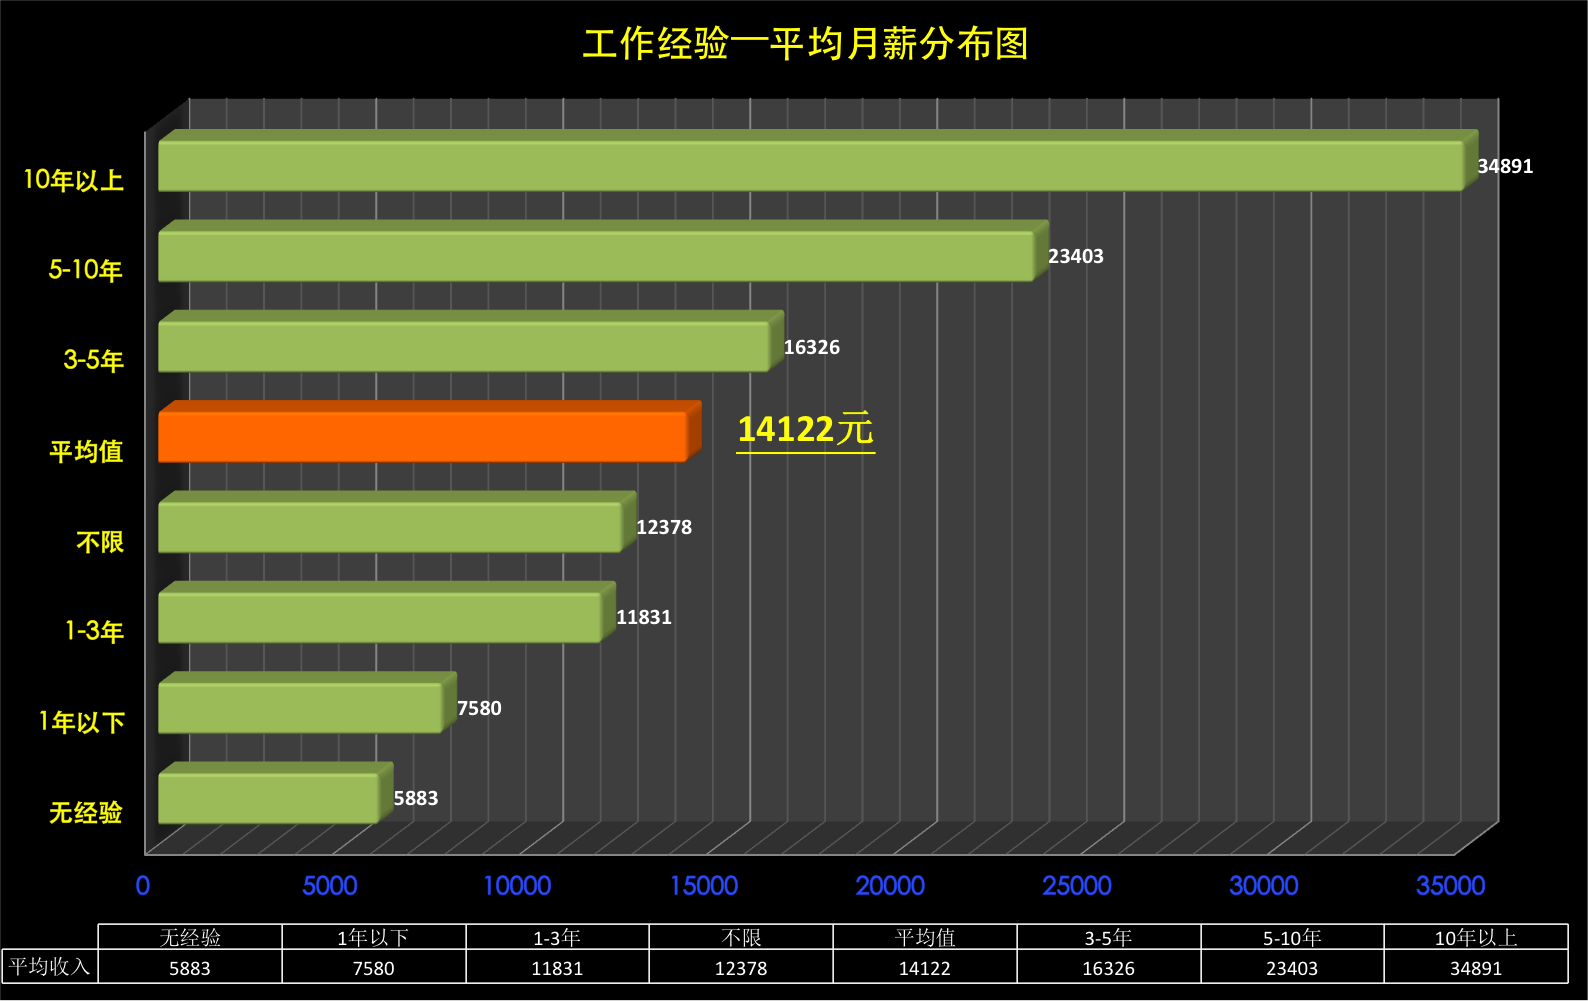 工作经验一平均月薪分布图
10年以上
34891
5-10年
23403
3-5年
16326
平均值
14122元
不限
12378
1-3年
11831
1年以下
7580
无经验
5883
0 5000 10000 15000 20000 25000 30000 35000
无经验 1年以下 1-3年 不限 平均值 3-5年 5-10年 10年以上
平均收入 5883 7580 11831 12378 14122 16326 23403 34891